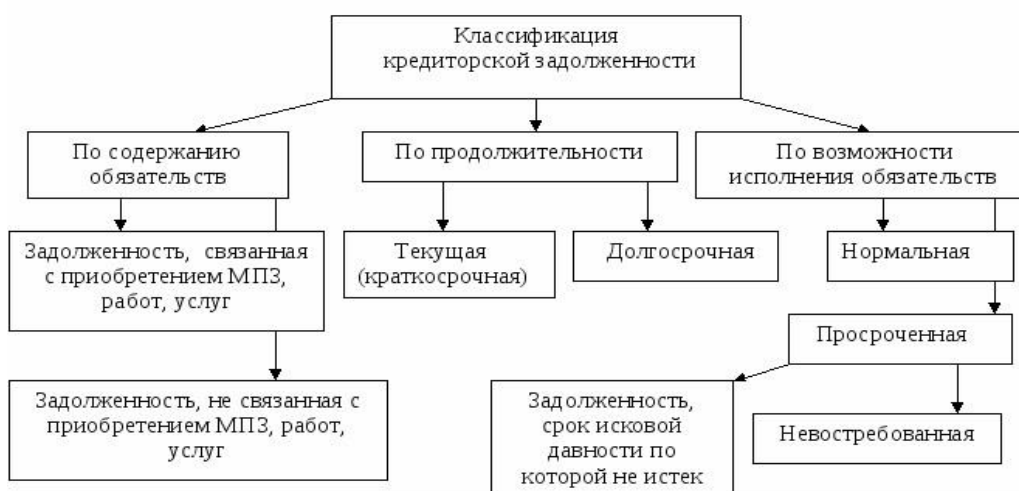 Классификация
кредиторской задолженности
По содержанию
обязательств
По продолжительности
По возможности
исполнения обязательств
Задолженность, связанная
с приобретением МПЗ,
работ, услуг
Текущая
(краткосрочная)
Долгосрочная
Нормальная
Просроченная
Задолженность, не связанная с
приобретением МПЗ, работ,
услуг
Задолженность,
срок исковой
давности по
которой не истек
Невостребованная